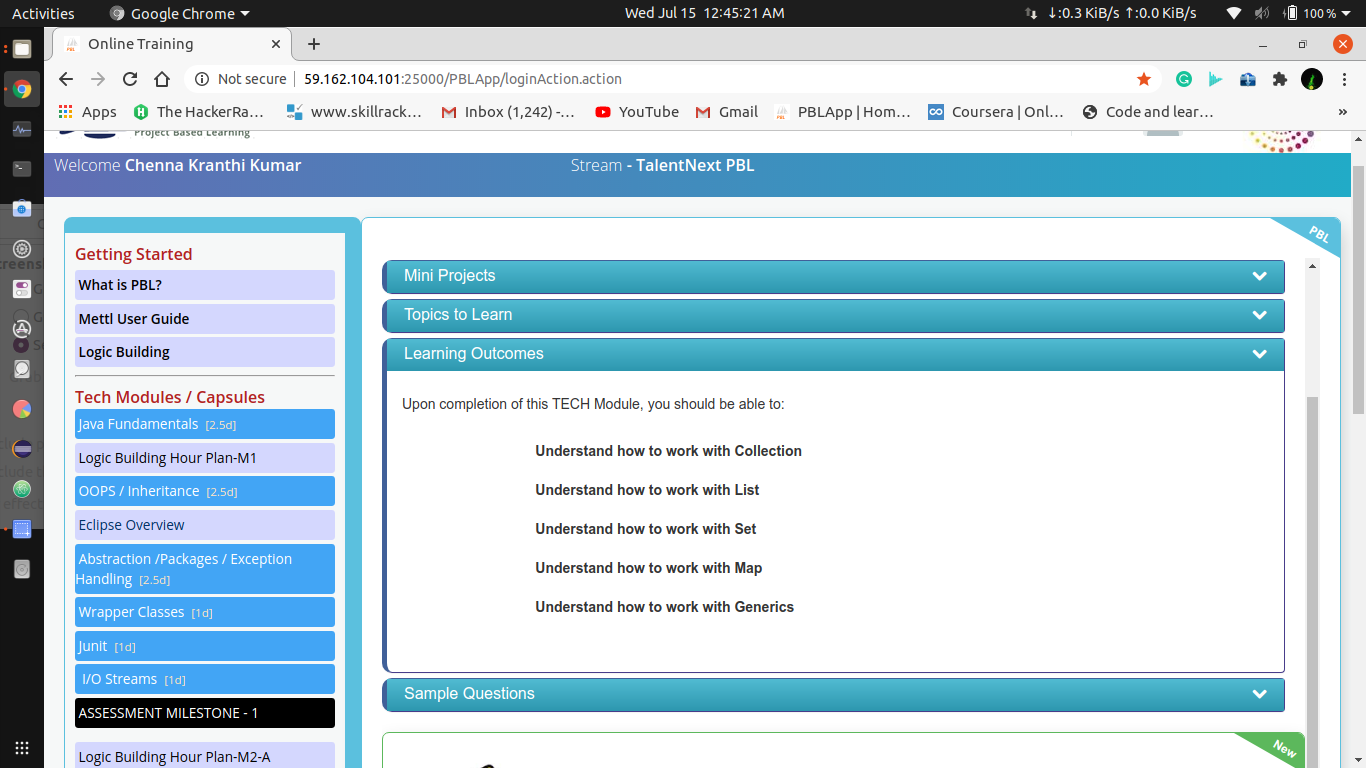 Activities
Google Chrome
Wed Jul 15 12:45:21 AM
↓:0.3 KiB/s ↑:0.0 KiB/s
100 %
Online Training
Not secure
59.162.104.101:25000/PBLApp/loginAction.action
Apps
The HackerRa...
www.skillrack...
Inbox (1,242) -...
YouTube
Gmail
PBLApp | Hom...
Coursera | Onl...
Code and lear...
»
Project Based Learning
Welcome Chenna Kranthi Kumar
Stream - TalentNext PBL
Getting Started
What is PBL?
Mettl User Guide
Logic Building
Tech Modules / Capsules
Java Fundamentals [2.5d]
Logic Building Hour Plan-M1
OOPS / Inheritance [2.5d]
Eclipse Overview
Abstraction /Packages / Exception
Handling [2.5d]
Wrapper Classes [1d]
Junit [1d]
I/O Streams [1d]
ASSESSMENT MILESTONE - 1
Logic Building Hour Plan-M2-A
PBL
Mini Projects
Topics to Learn
Learning Outcomes
Upon completion of this TECH Module, you should be able to:
Understand how to work with Collection
Understand how to work with List
Understand how to work with Set
Understand how to work with Map
Understand how to work with Generics
Sample Questions
New